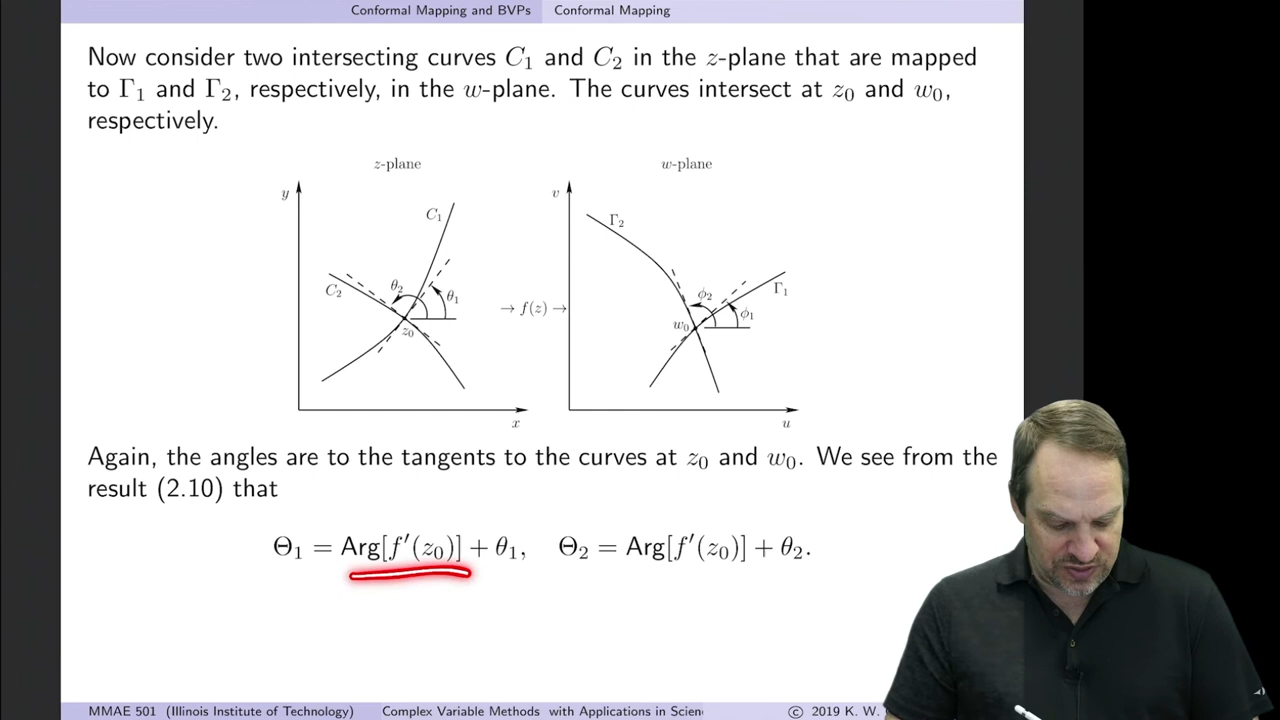 Conformal Mapping and BVPs Conformal Mapping
Now consider two intersecting curves C₁ and C₂ in the z-plane that are mapped
to Γ₁ and Γ₂, respectively, in the w-plane. The curves intersect at z₀ and w₀,
respectively.
z-plane w-plane
y v
C₁ Γ₂
C₂ θ₂ θ₁ → f(z) → ϕ₂ Γ₁
z₀ w₀ ϕ₁
x u
Again, the angles are to the tangents to the curves at z₀ and w₀. We see from the
result (2.10) that
Θ₁ = Arg[f′(z₀)] + θ₁, Θ₂ = Arg[f′(z₀)] + θ₂.
MMAE 501 (Illinois Institute of Technology) Complex Variable Methods with Applications in © 2019 K. W.